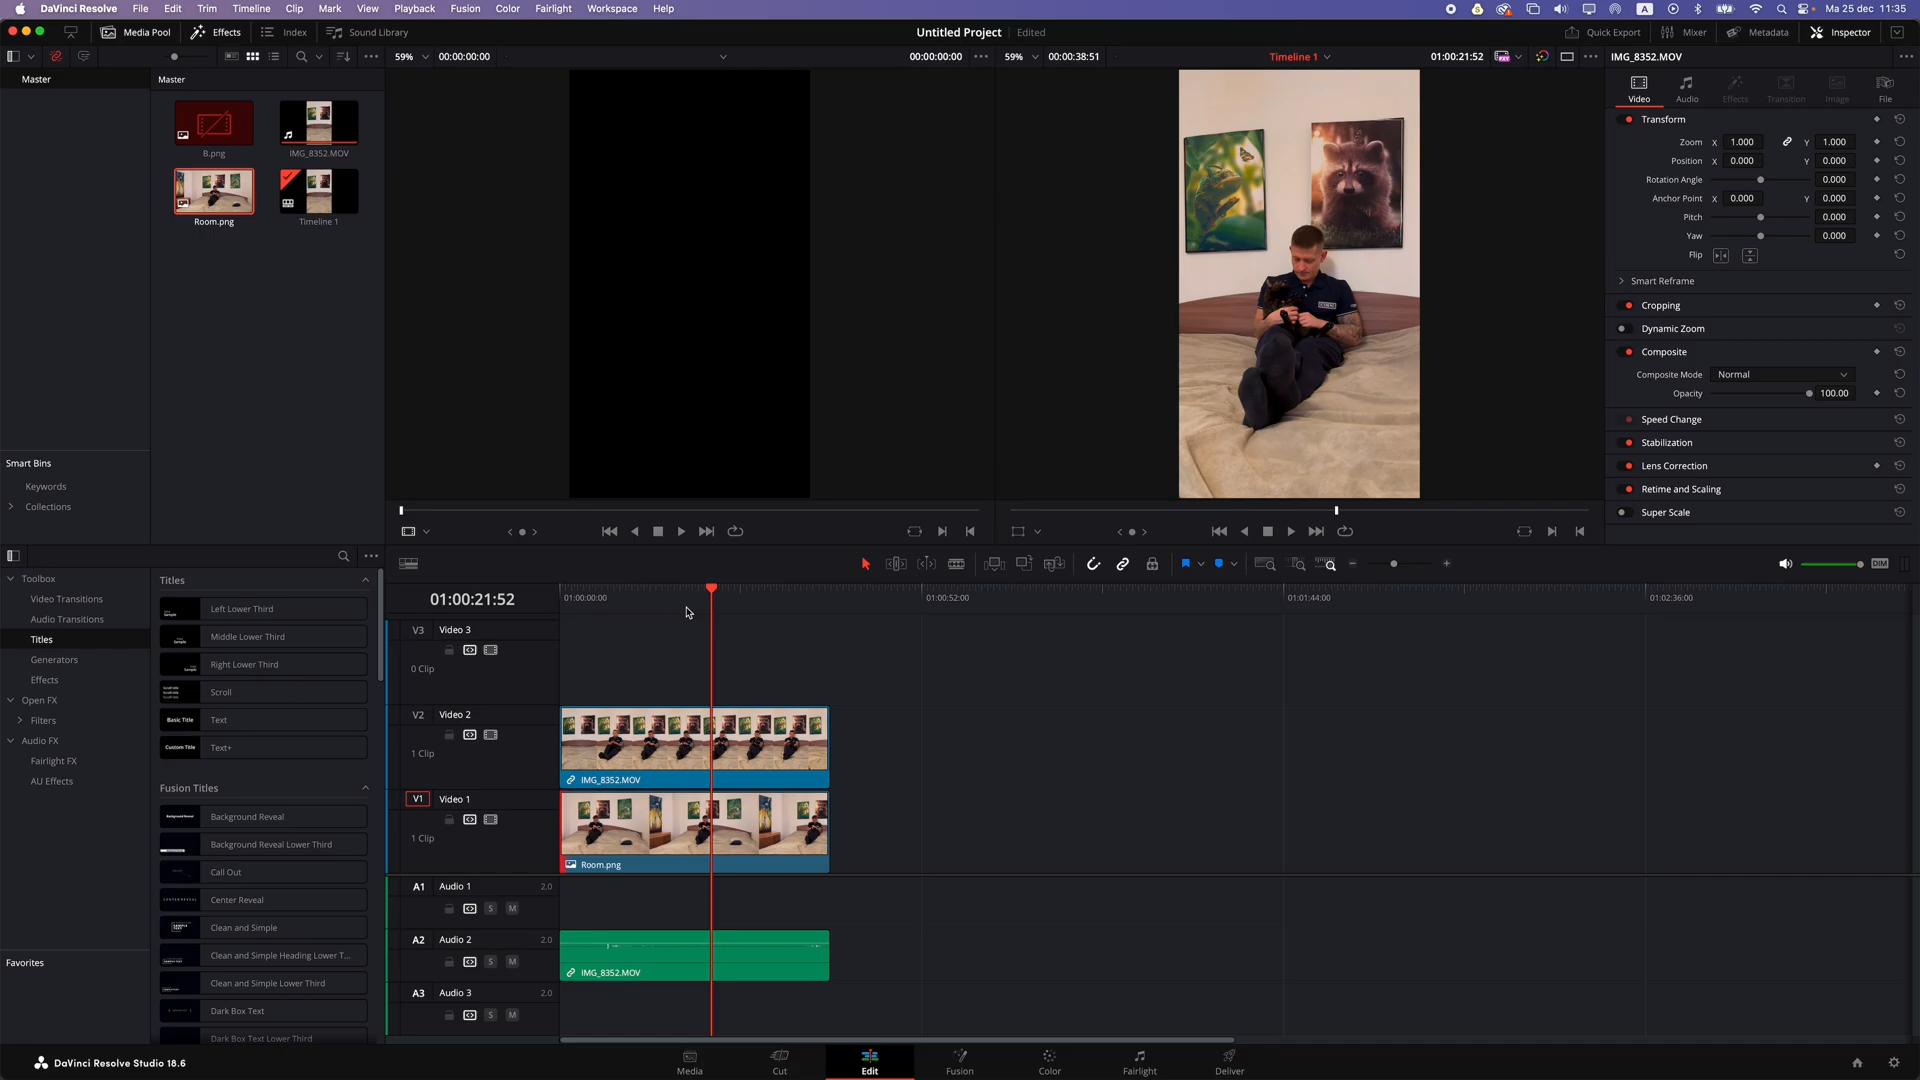 DaVinci Resolve File Edit Trim Timeline Clip Mark View Playback Fusion Color Fairlight Workspace Help
A
Ma 25 dec 11:35
Media Pool Effects Index Sound Library
Untitled Project Edited
Quick Export Mixer Metadata Inspector
59% 00:00:00:00 00:00:00:00
59% 00:00:38:51 Timeline 1 01:00:21:52
IMG_8352.MOV
Master
Master
B.png IMG_8352.MOV
Room.png Timeline 1
Smart Bins
Keywords
Collections
Video Audio Effects Transition Image File
Transform
Zoom X 1.000 Y 1.000
Position X 0.000 Y 0.000
Rotation Angle 0.000
Anchor Point X 0.000 Y 0.000
Pitch 0.000
Yaw 0.000
Flip
Smart Reframe
Cropping
Dynamic Zoom
Composite
Composite Mode Normal
Opacity 100.00
Speed Change
Stabilization
Lens Correction
Retime and Scaling
Super Scale
DIM
Toolbox
Video Transitions
Audio Transitions
Titles
Generators
Effects
Open FX
Filters
Audio FX
Fairlight FX
AU Effects
Favorites
Titles
Left Lower Third
Middle Lower Third
Right Lower Third
Scroll
Basic Title Text
Custom Title Text+
Fusion Titles
Background Reveal
Background Reveal Lower Third
Call Out
Center Reveal
Clean and Simple
Clean and Simple Heading Lower T...
Clean and Simple Lower Third
Dark Box Text
Dark Box Text Lower Third
01:00:21:52
01:00:00:00 01:00:52:00 01:01:44:00 01:02:36:00
V3 Video 3
0 Clip
V2 Video 2
1 Clip
IMG_8352.MOV
V1 Video 1
1 Clip
Room.png
A1 Audio 1 2.0
S M
A2 Audio 2 2.0
S M
IMG_8352.MOV
A3 Audio 3 2.0
S M
DaVinci Resolve Studio 18.6
Media Cut Edit Fusion Color Fairlight Deliver